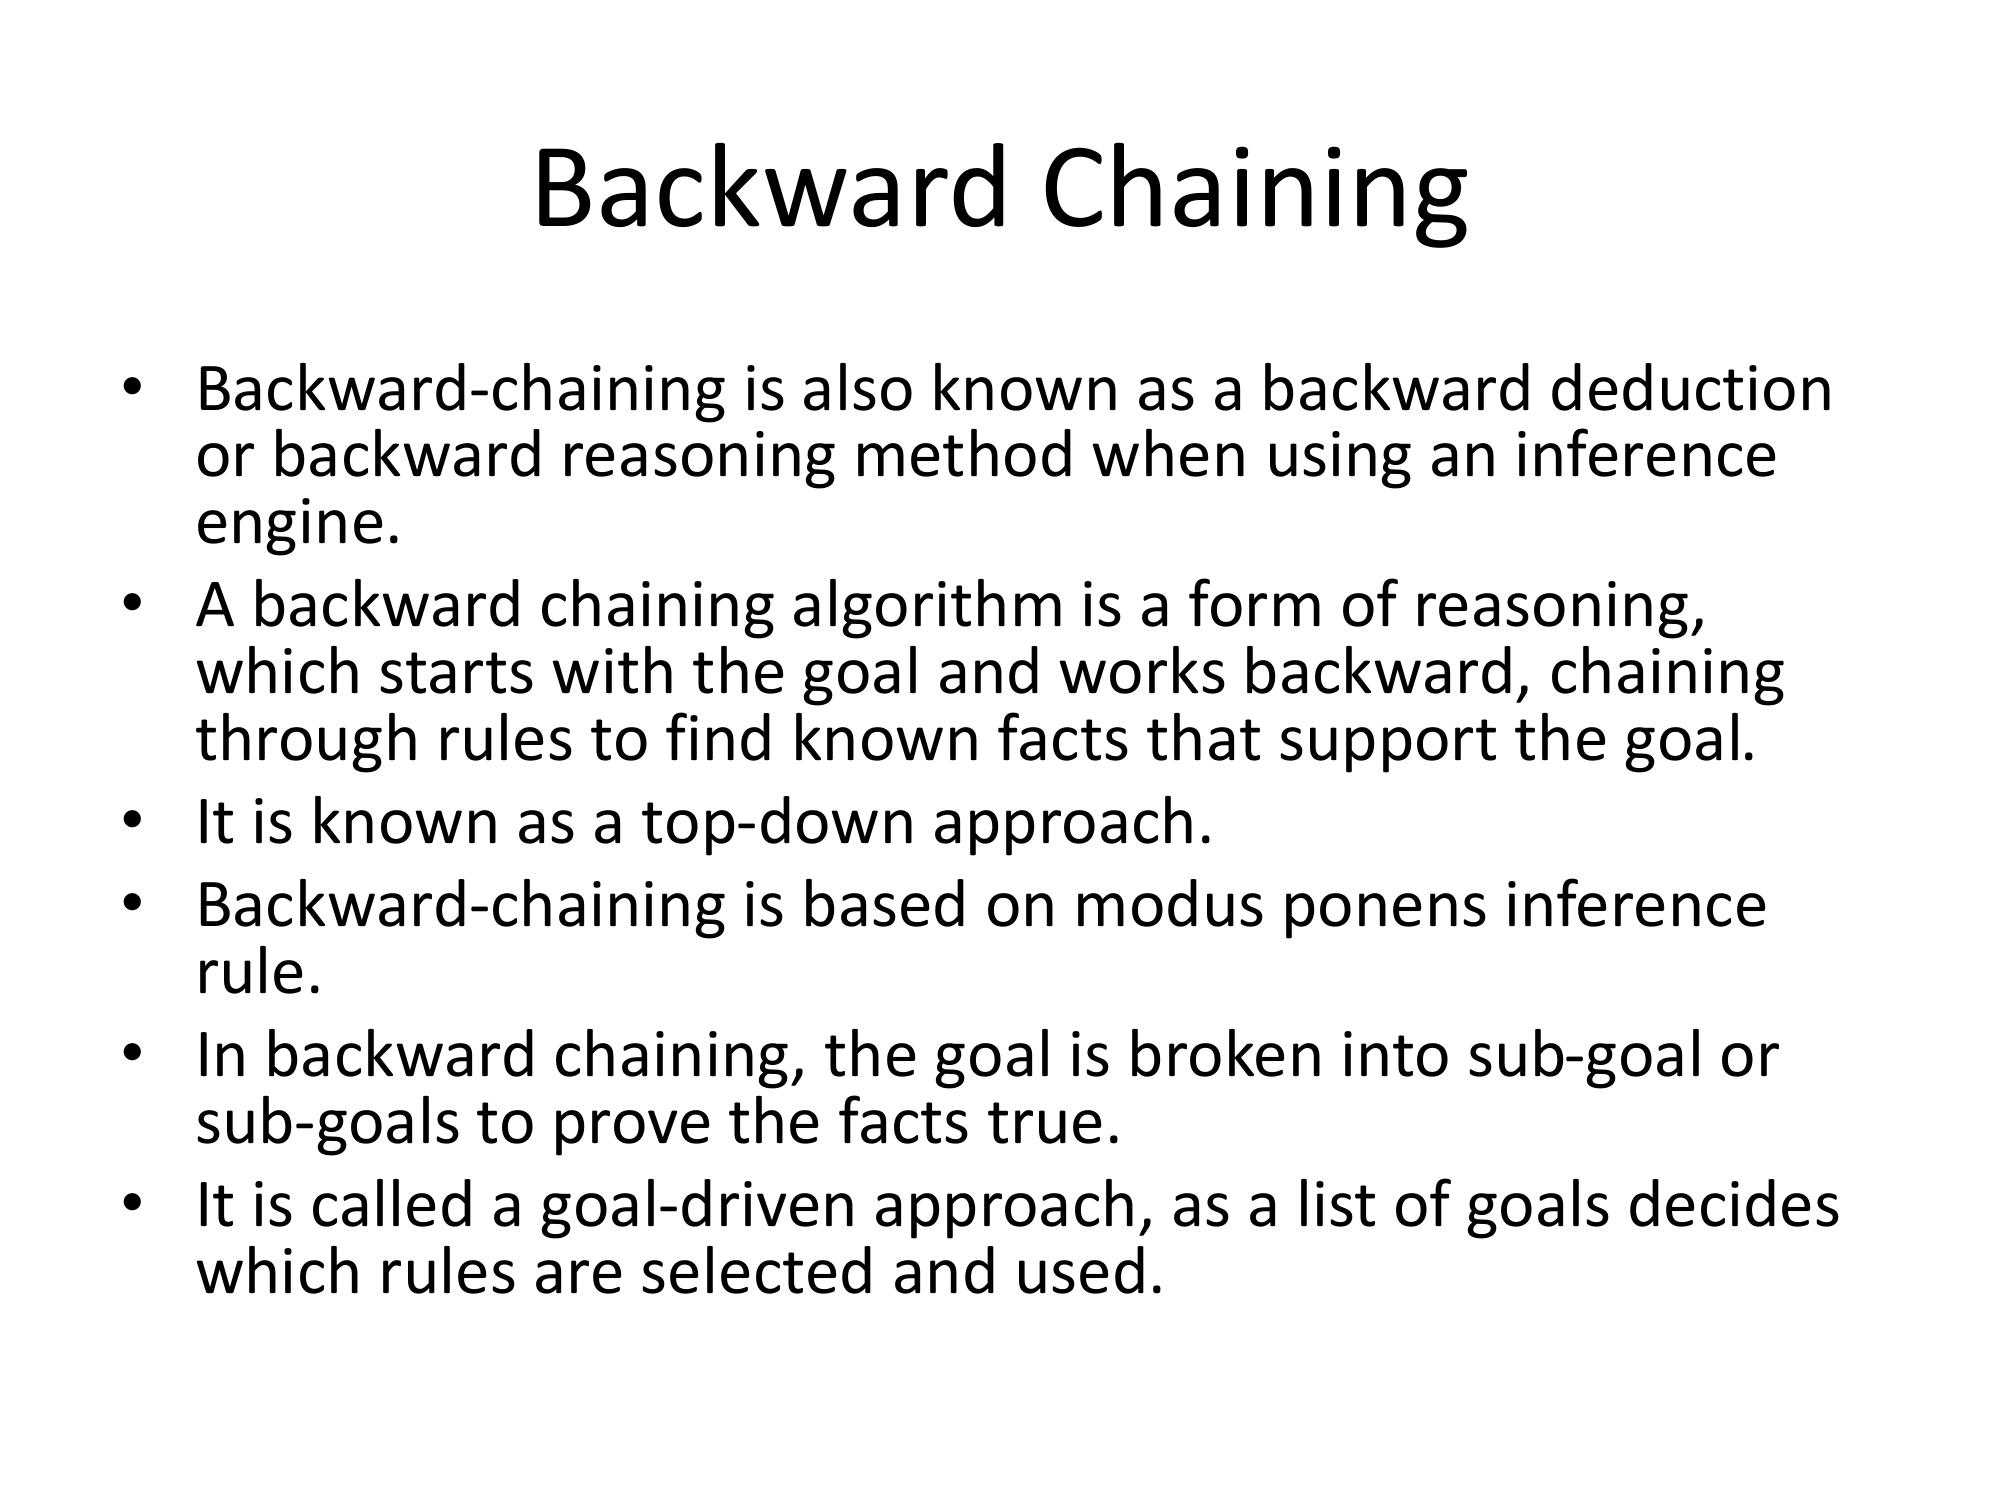 Backward Chaining
• Backward-chaining is also known as a backward deduction
or backward reasoning method when using an inference
engine.
• A backward chaining algorithm is a form of reasoning,
which starts with the goal and works backward, chaining
through rules to find known facts that support the goal.
• It is known as a top-down approach.
• Backward-chaining is based on modus ponens inference
rule.
• In backward chaining, the goal is broken into sub-goal or
sub-goals to prove the facts true.
• It is called a goal-driven approach, as a list of goals decides
which rules are selected and used.